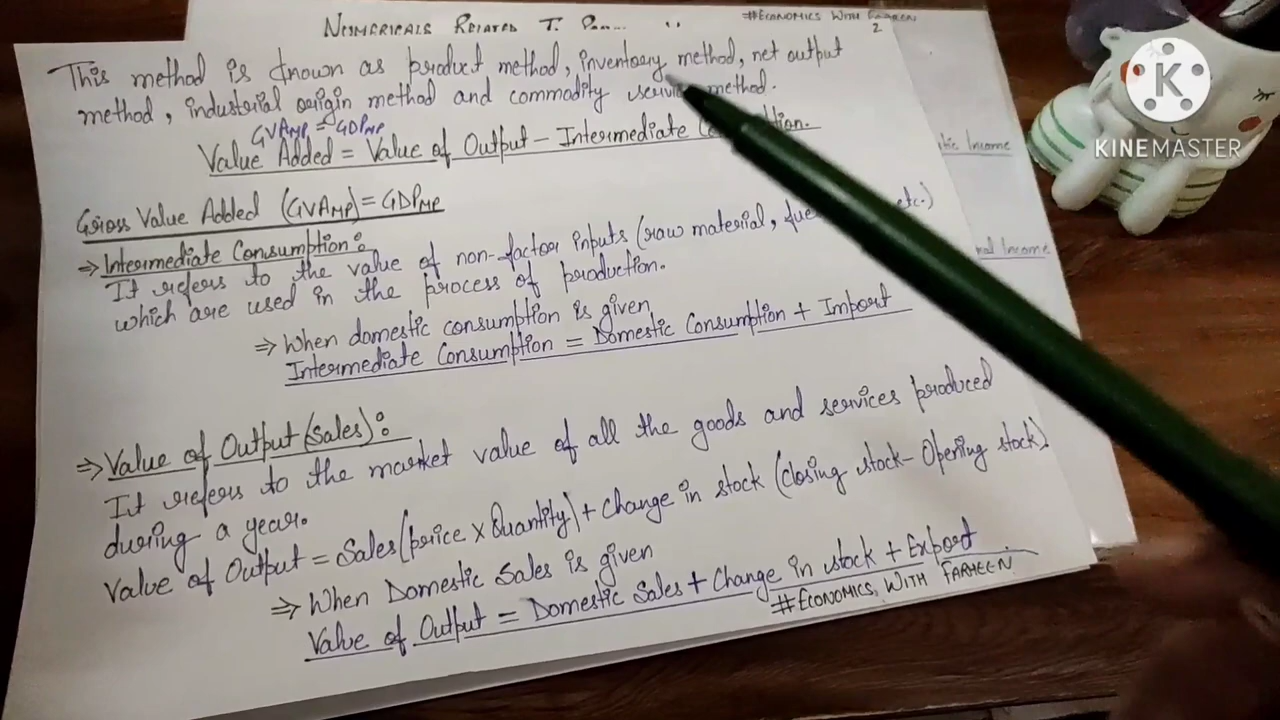 #ECONOMICS WITH FARHEEN
2
NUMERICALS RELATED T.
This method is known as product method, inventory method, net output
method, industrial origin method and commodity service method.
GVAMP = GDPMP
Value Added = Value of Output - Intermediate
Gross Value Added (GVAMP) = GDPMP
⇒ Intermediate Consumption:
It refers to the value of non-factor inputs (raw material, etc.)
which are used in the process of production.
⇒ When domestic consumption is given
Intermediate Consumption = Domestic Consumption + Import
⇒ Value of Output (Sales):
It refers to the market value of all the goods and services produced
during a year.
Value of Output = Sales (price × Quantity) + Change in stock (closing stock - Opening stock)
⇒ When Domestic Sales is given
Value of Output = Domestic Sales + Change in stock + Export
#ECONOMICS WITH FARHEEN
Income
Income
K
KINEMASTER